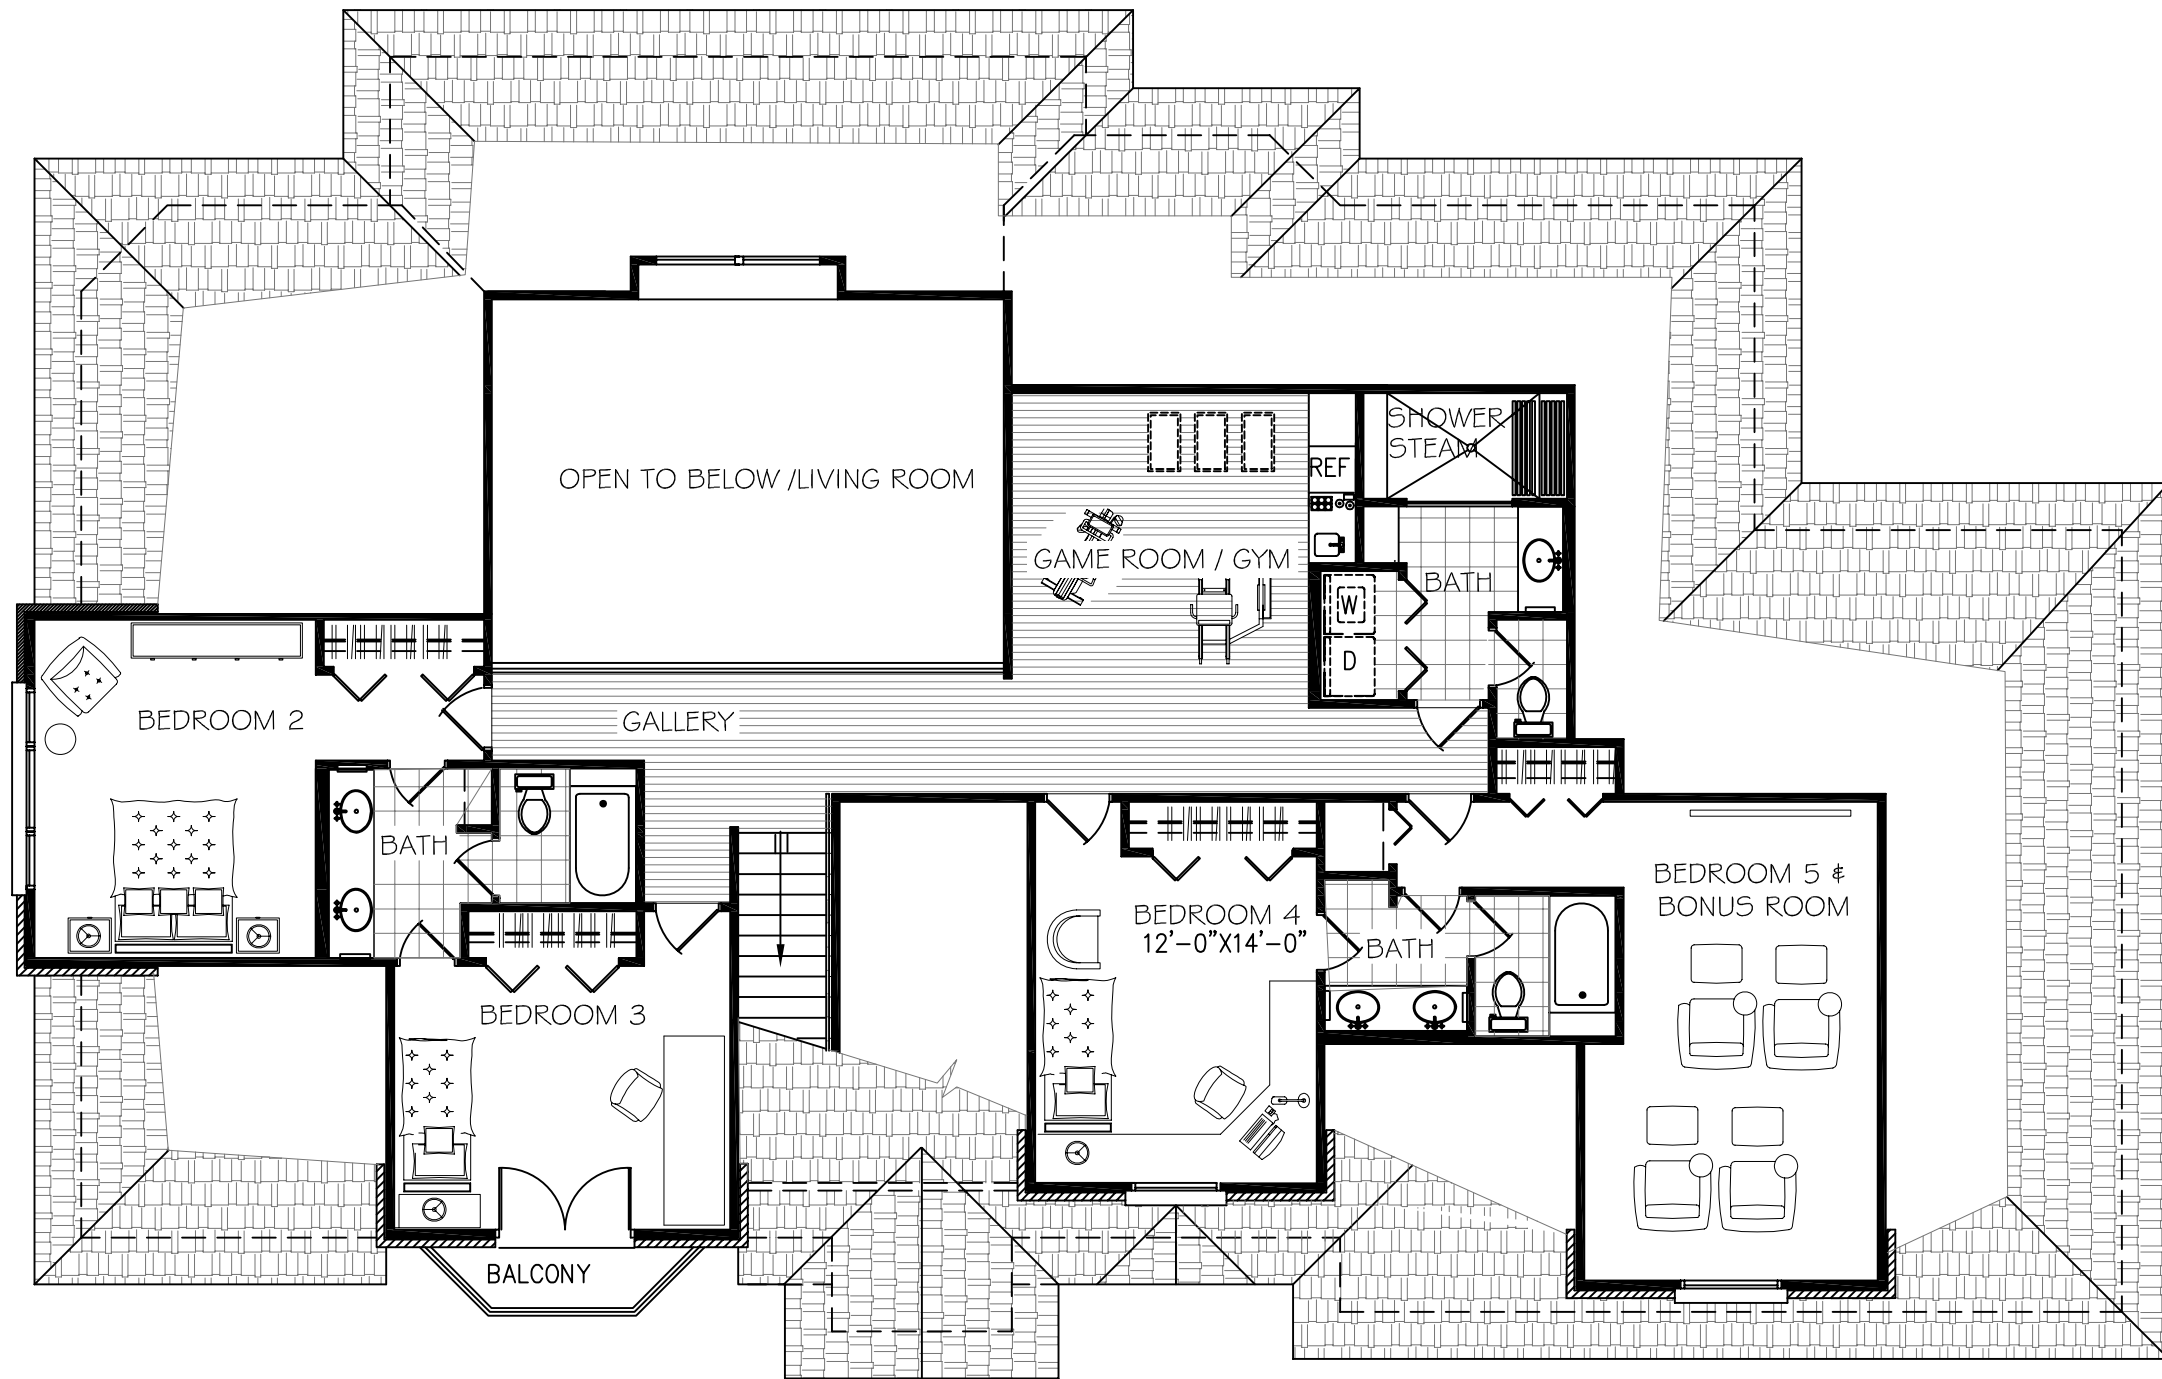 SHOWER
STEAM
REF
OPEN TO BELOW /LIVING ROOM
GAME ROOM / GYM
BATH
W
D
BEDROOM 2
GALLERY
BATH
BEDROOM 5 &
BONUS ROOM
BEDROOM 4
12'-0"X14'-0"
BATH
BEDROOM 3
BALCONY